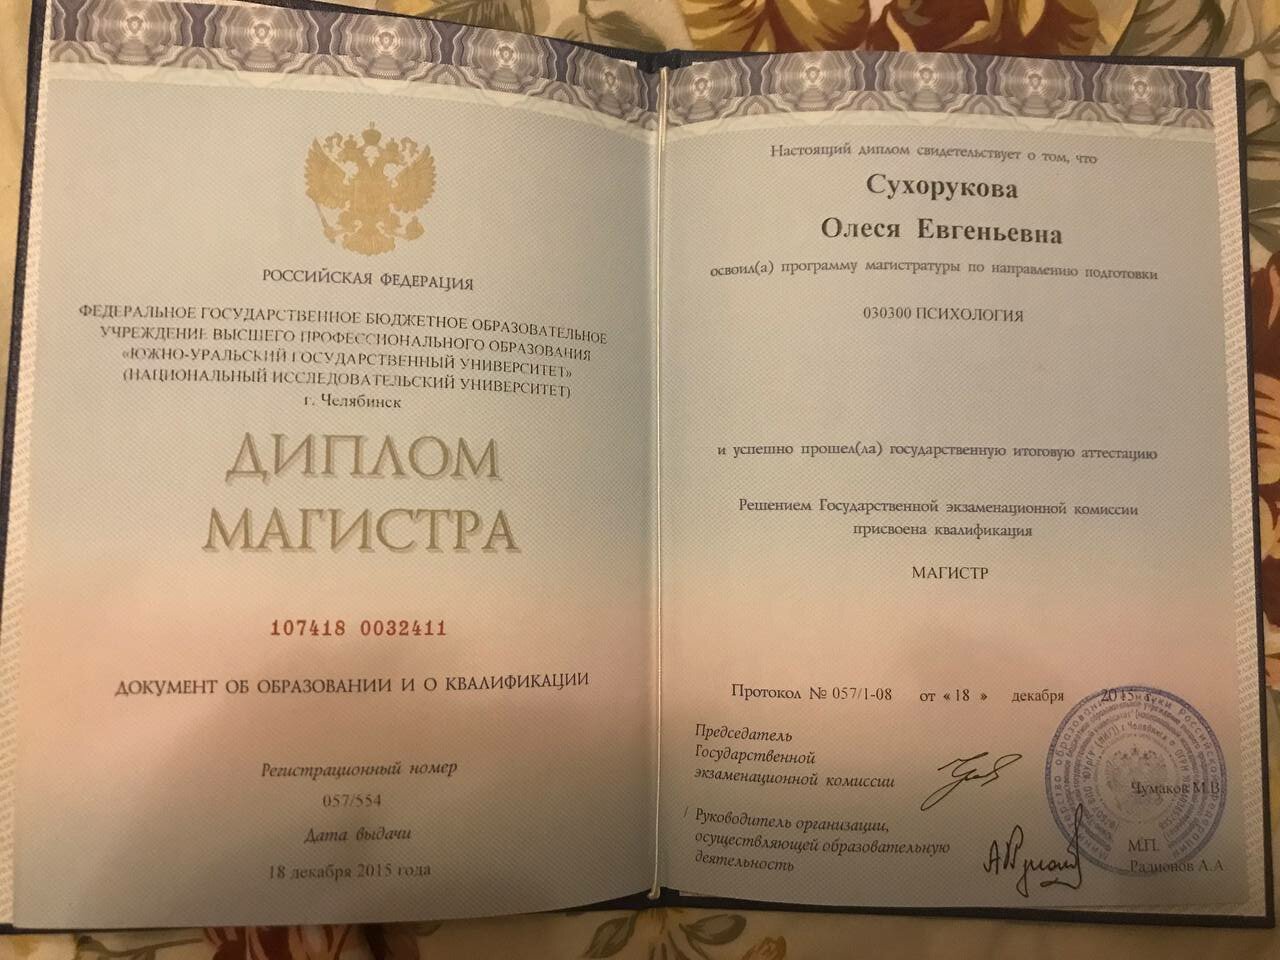 РОССИЙСКАЯ ФЕДЕРАЦИЯ
ФЕДЕРАЛЬНОЕ ГОСУДАРСТВЕННОЕ БЮДЖЕТНОЕ ОБРАЗОВАТЕЛЬНОЕ
УЧРЕЖДЕНИЕ ВЫСШЕГО ПРОФЕССИОНАЛЬНОГО ОБРАЗОВАНИЯ
«ЮЖНО-УРАЛЬСКИЙ ГОСУДАРСТВЕННЫЙ УНИВЕРСИТЕТ»
(НАЦИОНАЛЬНЫЙ ИССЛЕДОВАТЕЛЬСКИЙ УНИВЕРСИТЕТ)
г. Челябинск
ДИПЛОМ
МАГИСТРА
107418 0032411
ДОКУМЕНТ ОБ ОБРАЗОВАНИИ И О КВАЛИФИКАЦИИ
Регистрационный номер
057/554
Дата выдачи
18 декабря 2015 года
Настоящий диплом свидетельствует о том, что
Сухорукова
Олеся Евгеньевна
освоил(а) программу магистратуры по направлению подготовки
030300 ПСИХОЛОГИЯ
и успешно прошел(ла) государственную итоговую аттестацию
Решением Государственной экзаменационной комиссии
присвоена квалификация
МАГИСТР
Протокол № 057/1-08 от « 18 » декабря 2015 г.
Председатель
Государственной
экзаменационной комиссии
Чумаков М.В.
Руководитель организации,
осуществляющей образовательную
деятельность
М.П.
Радионов А.А.